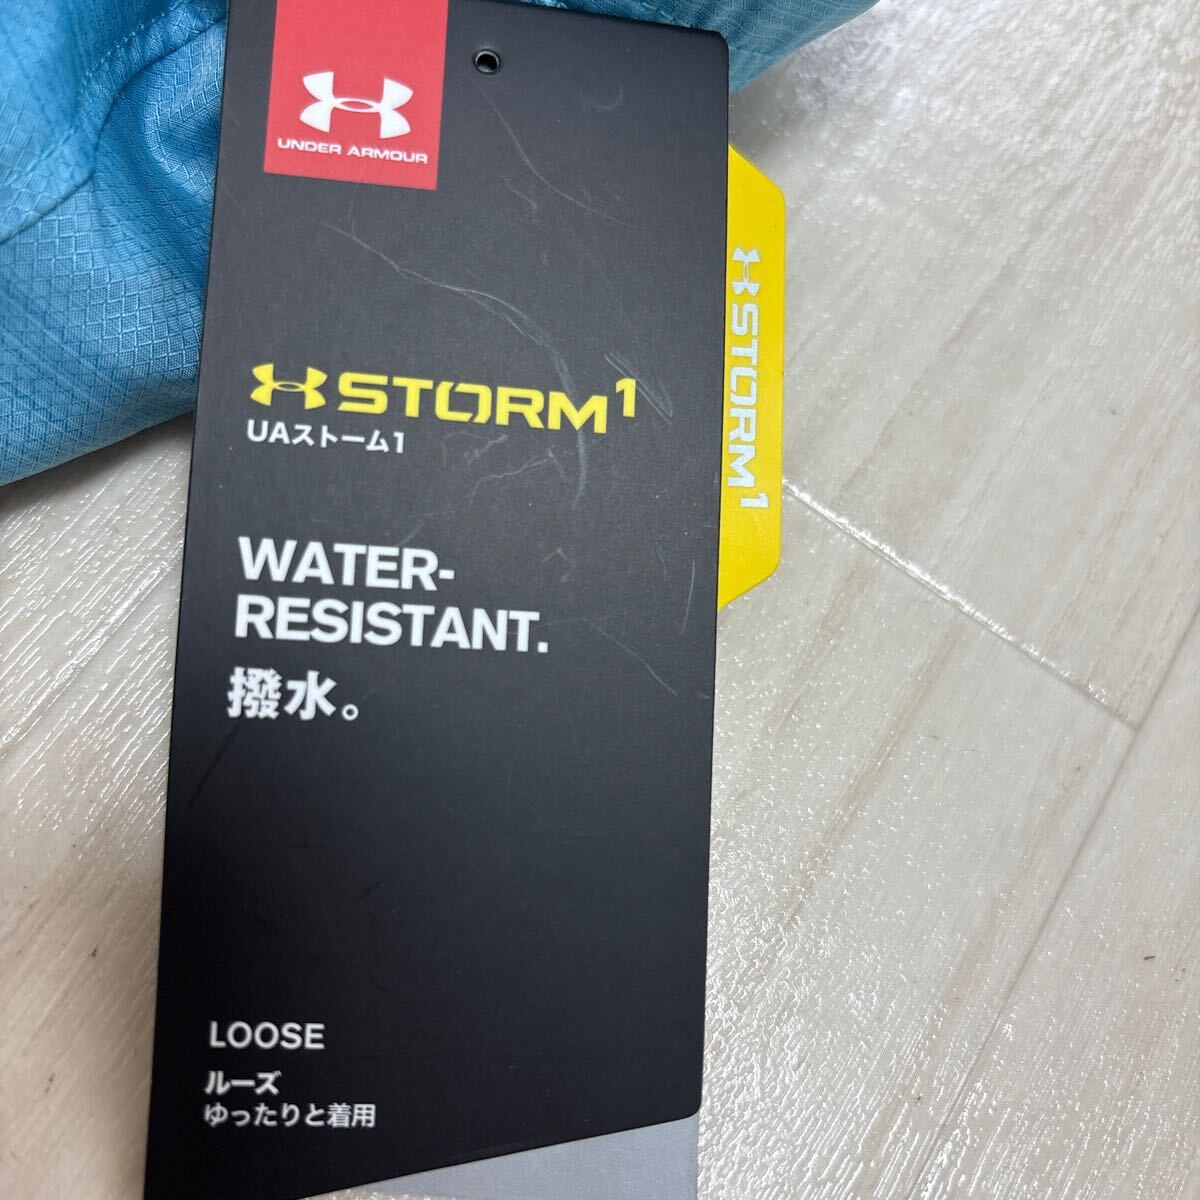 UNDER ARMOUR
STORM1
UAストーム1
WATER-
RESISTANT.
撥水。
LOOSE
ルーズ
ゆったりと着用
STORM1